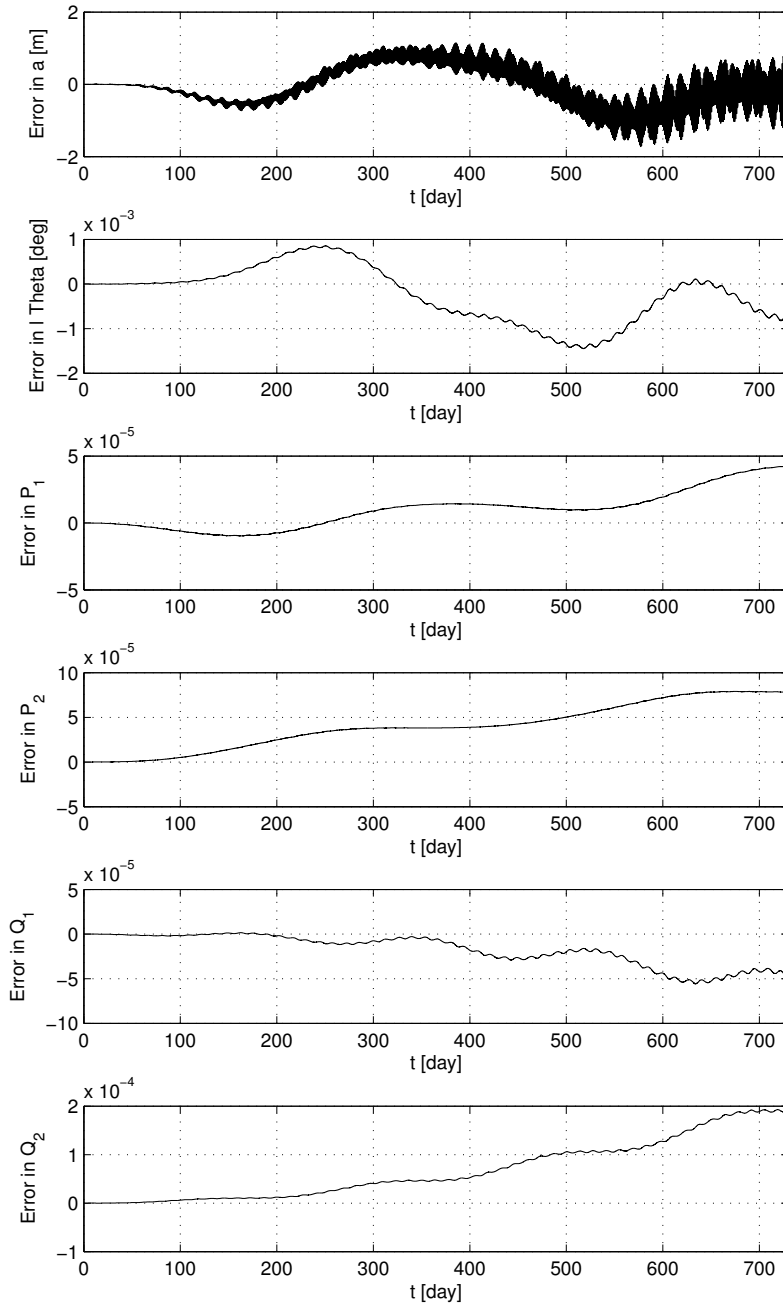 2
0
−2
Error in a [m]
0 100 200 300 400 500 600 700
t [day]
x 10⁻³
1
0
−1
−2
Error in l Theta [deg]
0 100 200 300 400 500 600 700
t [day]
x 10⁻⁵
5
0
−5
Error in P₁
0 100 200 300 400 500 600 700
t [day]
x 10⁻⁵
10
5
0
−5
Error in P₂
0 100 200 300 400 500 600 700
t [day]
x 10⁻⁵
5
0
−5
−10
Error in Q₁
0 100 200 300 400 500 600 700
t [day]
x 10⁻⁴
2
1
0
−1
Error in Q₂
0 100 200 300 400 500 600 700
t [day]